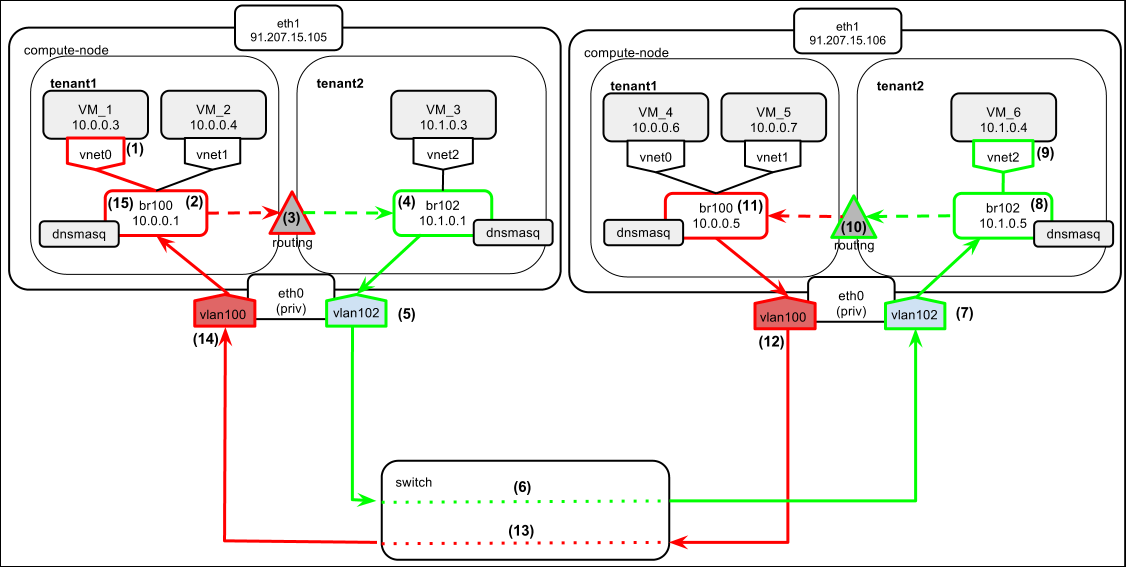 eth1
91.207.15.105
compute-node
tenant1
tenant2
VM_1
10.0.0.3
VM_2
10.0.0.4
VM_3
10.1.0.3
vnet0
(1)
vnet1
vnet2
(15)
(2)
br100
10.0.0.1
dnsmasq
(3)
routing
(4)
br102
10.1.0.1
dnsmasq
eth0
(priv)
vlan100
(14)
vlan102
(5)
eth1
91.207.15.106
compute-node
tenant1
tenant2
VM_4
10.0.0.6
VM_5
10.0.0.7
VM_6
10.1.0.4
vnet0
vnet1
vnet2
(9)
br100
(11)
10.0.0.5
dnsmasq
(10)
routing
br102
(8)
10.1.0.5
dnsmasq
eth0
(priv)
vlan100
(12)
vlan102
(7)
switch
(6)
(13)